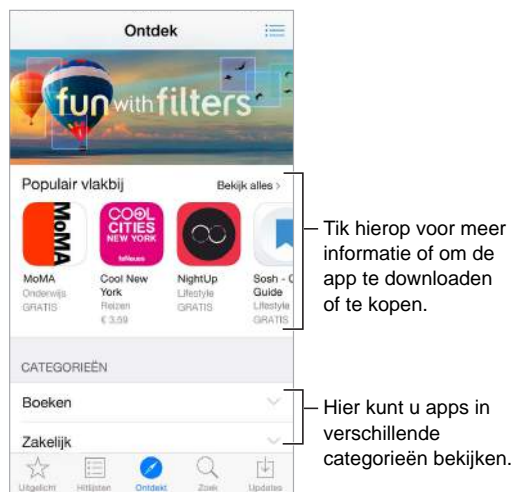 Ontdek
fun with filters
Populair vlakbij
Bekijk alles >
MoMA
COOL
CITIES
NEW YORK
teNeues
MoMA
Onderwijs
GRATIS
Cool New
York
Reizen
€ 3,59
NightUp
Lifestyle
GRATIS
Sosh - C
Guide
Lifestyle
GRATIS
Tik hierop voor meer
informatie of om de
app te downloaden
of te kopen.
CATEGORIEËN
Boeken
Zakelijk
Hier kunt u apps in
verschillende
categorieën bekijken.
Uitgelicht
Hitlijsten
Ontdek
Zoek
Updates